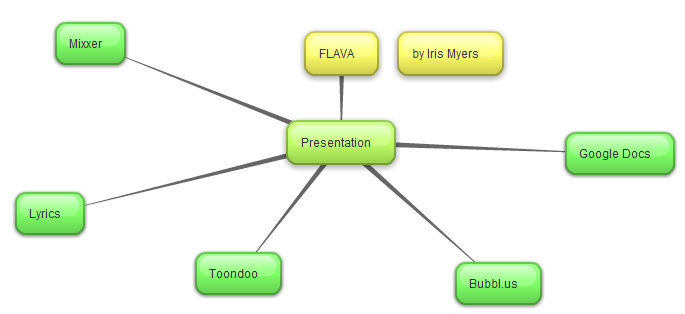 Mixxer
FLAVA
by Iris Myers
Presentation
Google Docs
Lyrics
Toondoo
Bubbl.us